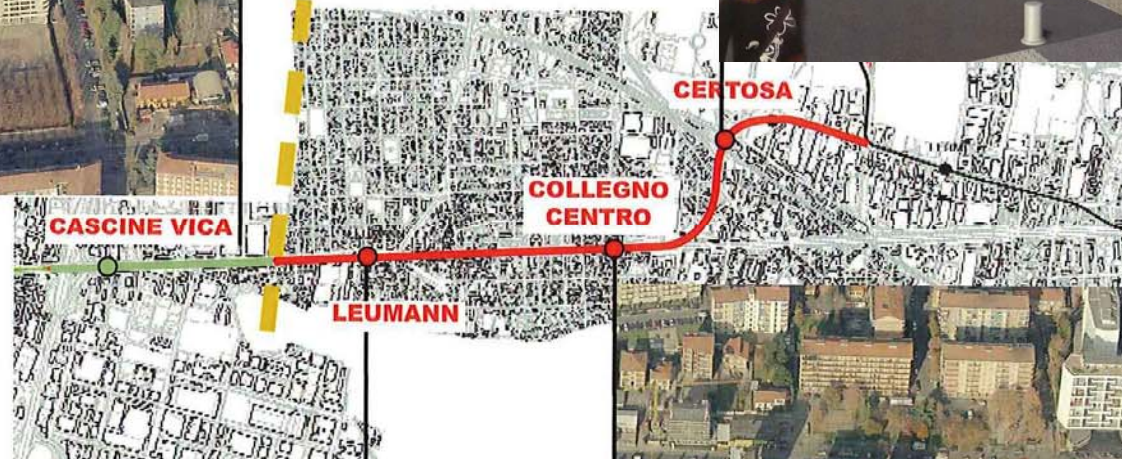 CERTOSA
COLLEGNO
CENTRO
CASCINE VICA
LEUMANN